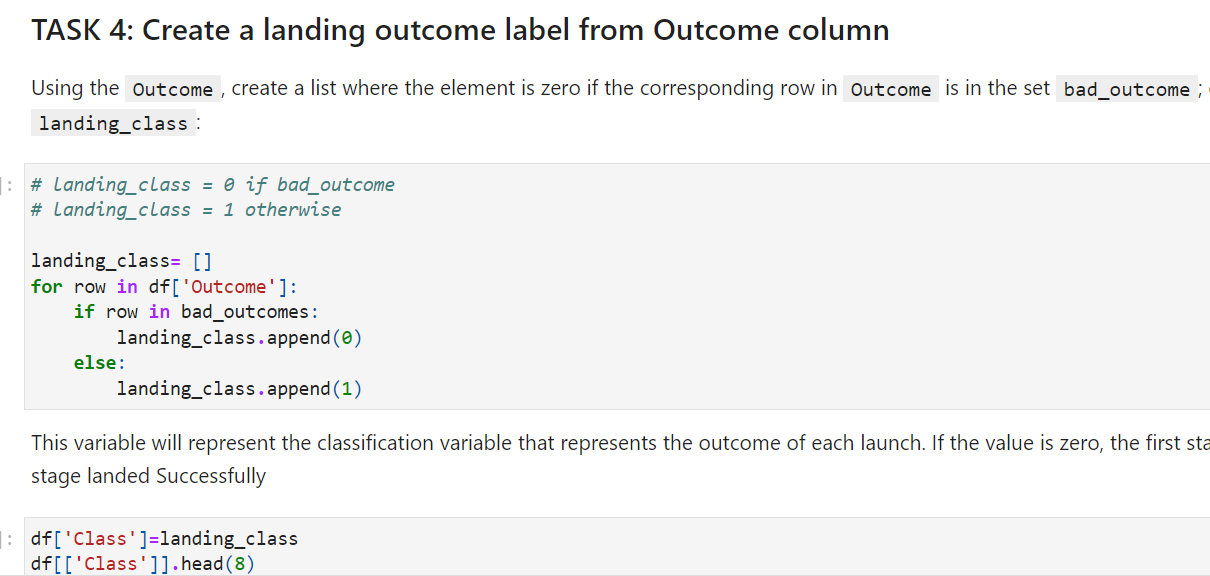 TASK 4: Create a landing outcome label from Outcome column
Using the Outcome , create a list where the element is zero if the corresponding row in Outcome is in the set bad_outcome ;
landing_class :
]: # landing_class = 0 if bad_outcome
# landing_class = 1 otherwise
landing_class= []
for row in df['Outcome']:
    if row in bad_outcomes:
        landing_class.append(0)
    else:
        landing_class.append(1)
This variable will represent the classification variable that represents the outcome of each launch. If the value is zero, the first sta
stage landed Successfully
]: df['Class']=landing_class
df[['Class']].head(8)